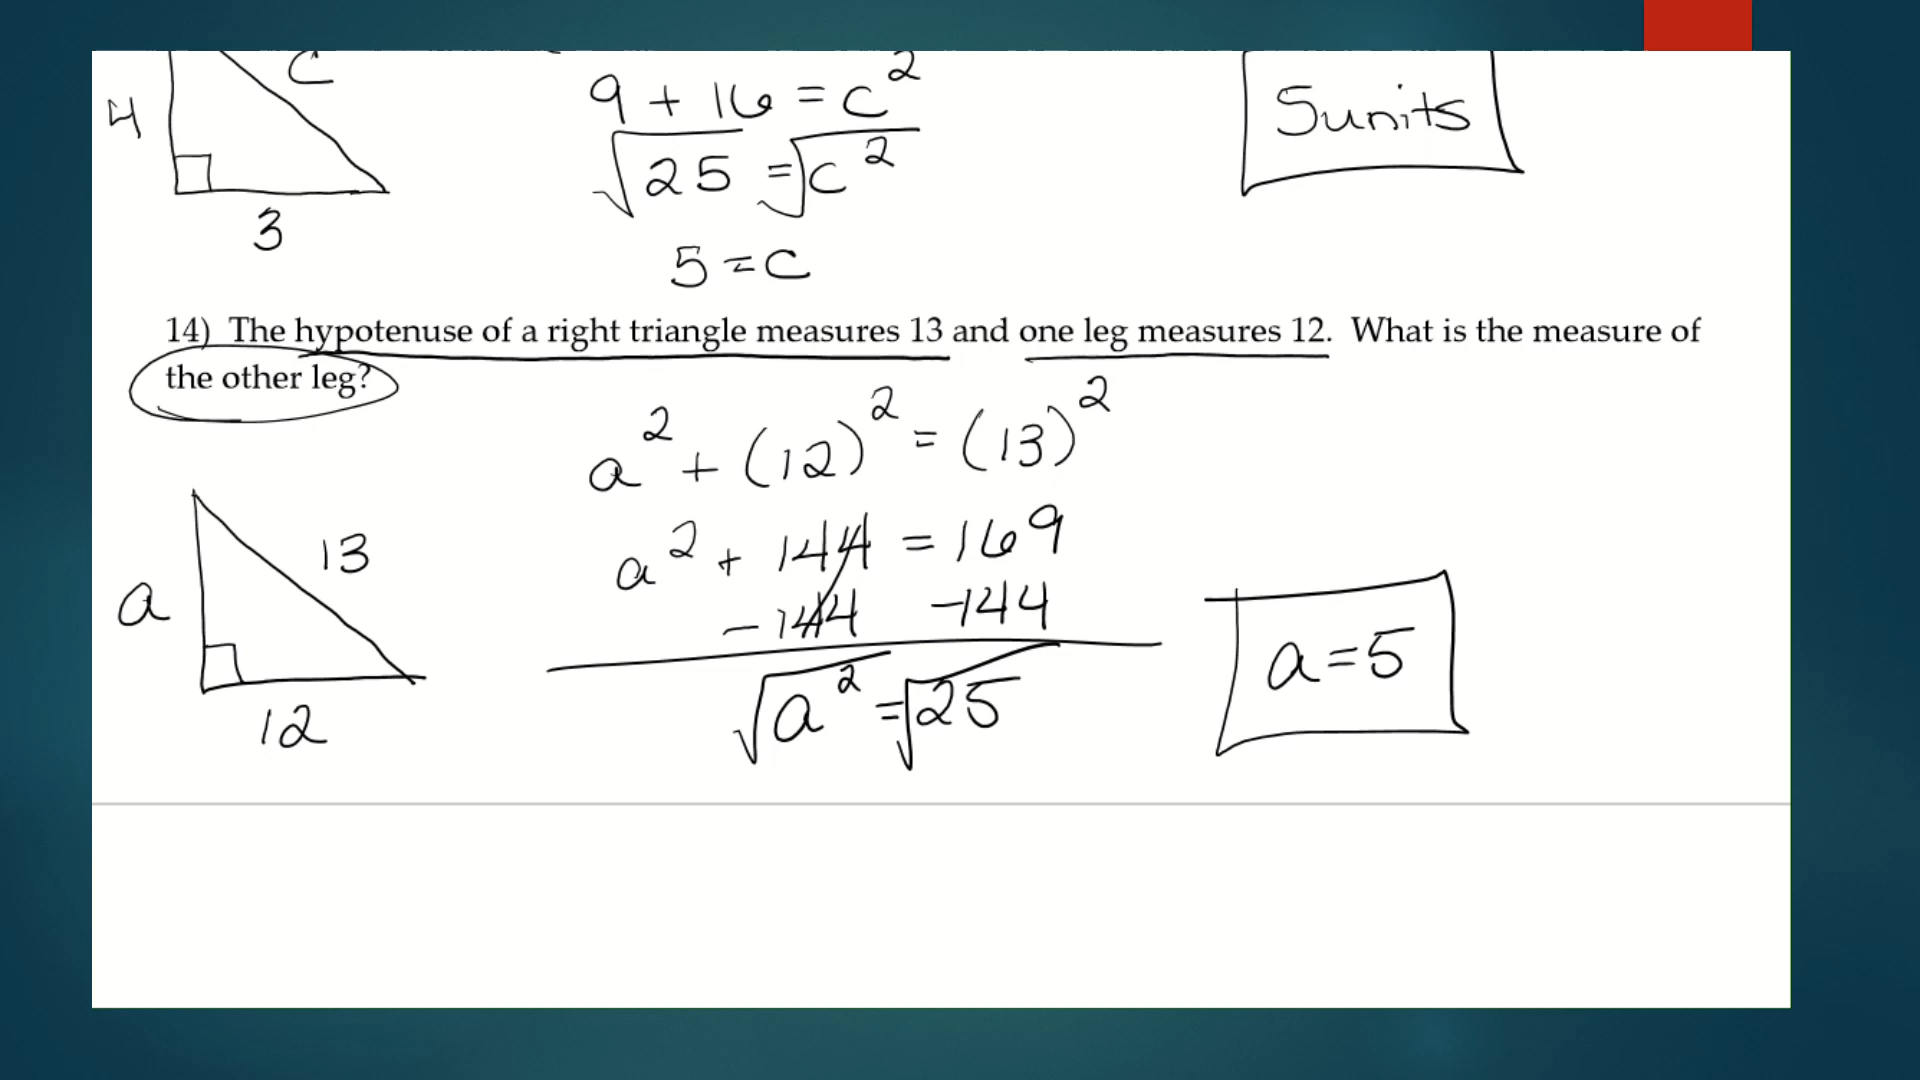 4
c
3
9 + 16 = c²
√25 = √c²
5 = c
5units
14) The hypotenuse of a right triangle measures 13 and one leg measures 12. What is the measure of
the other leg?
a² + (12)² = (13)²
a² + 144 = 169
-144 -144
√a² = √25
a
13
12
a=5